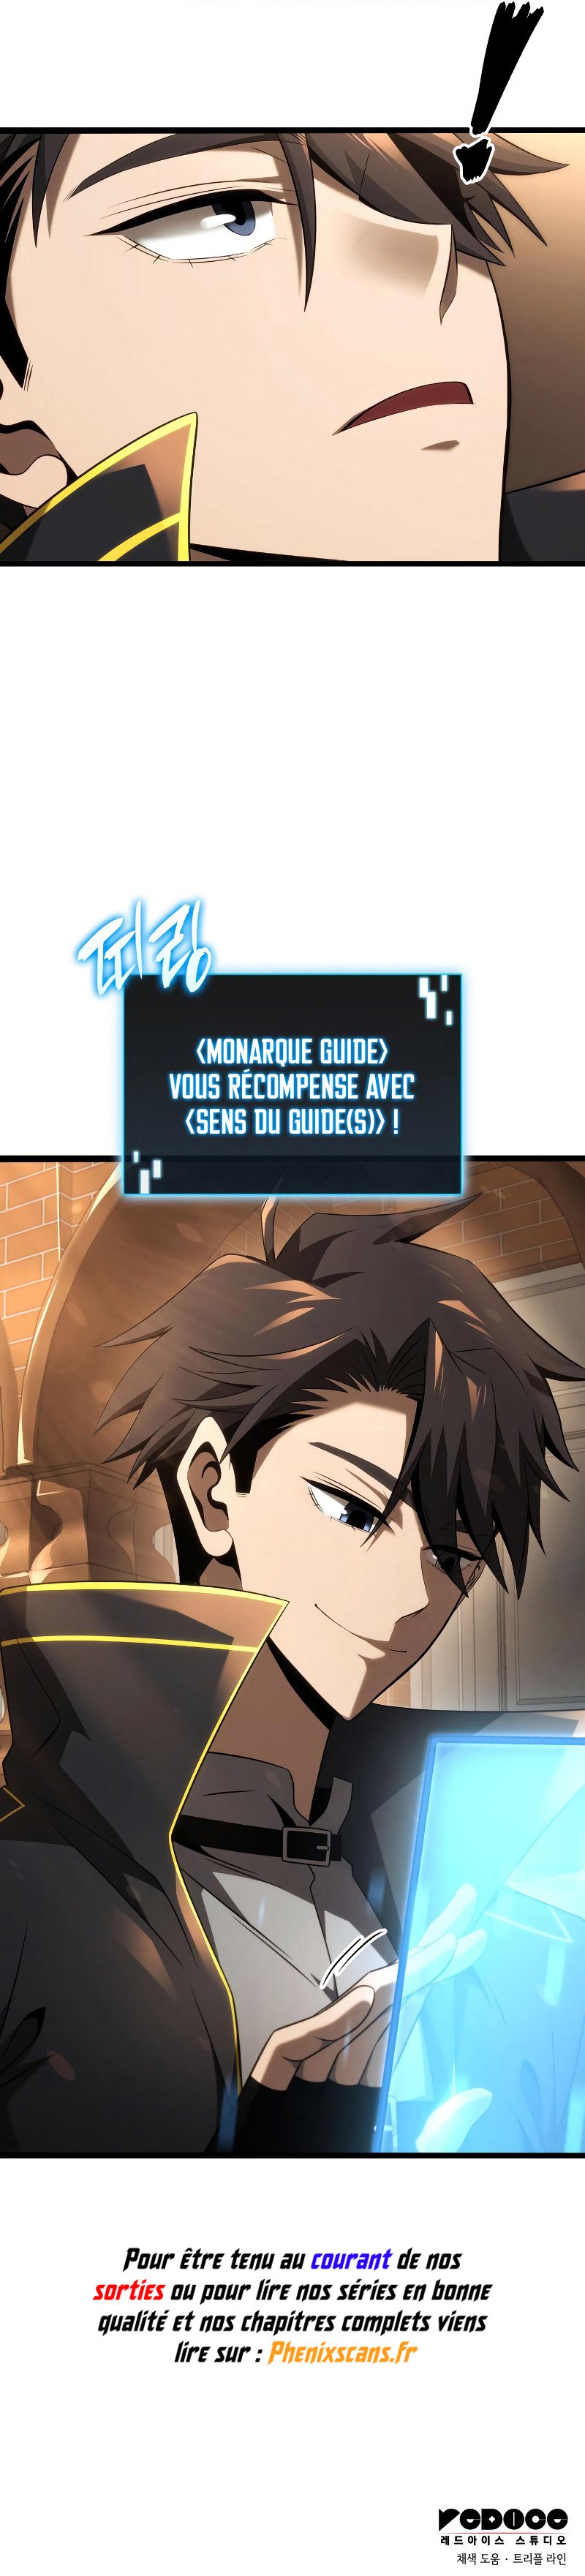 !
띠링
<MONARQUE GUIDE>
VOUS RÉCOMPENSE AVEC
<SENS DU GUIDE(S)> !
Pour être tenu au courant de nos
sorties ou pour lire nos séries en bonne
qualité et nos chapitres complets viens
lire sur : Phenixscans.fr
REDICE
레드아이스 스튜디오
채색 도움 · 트리플 라인